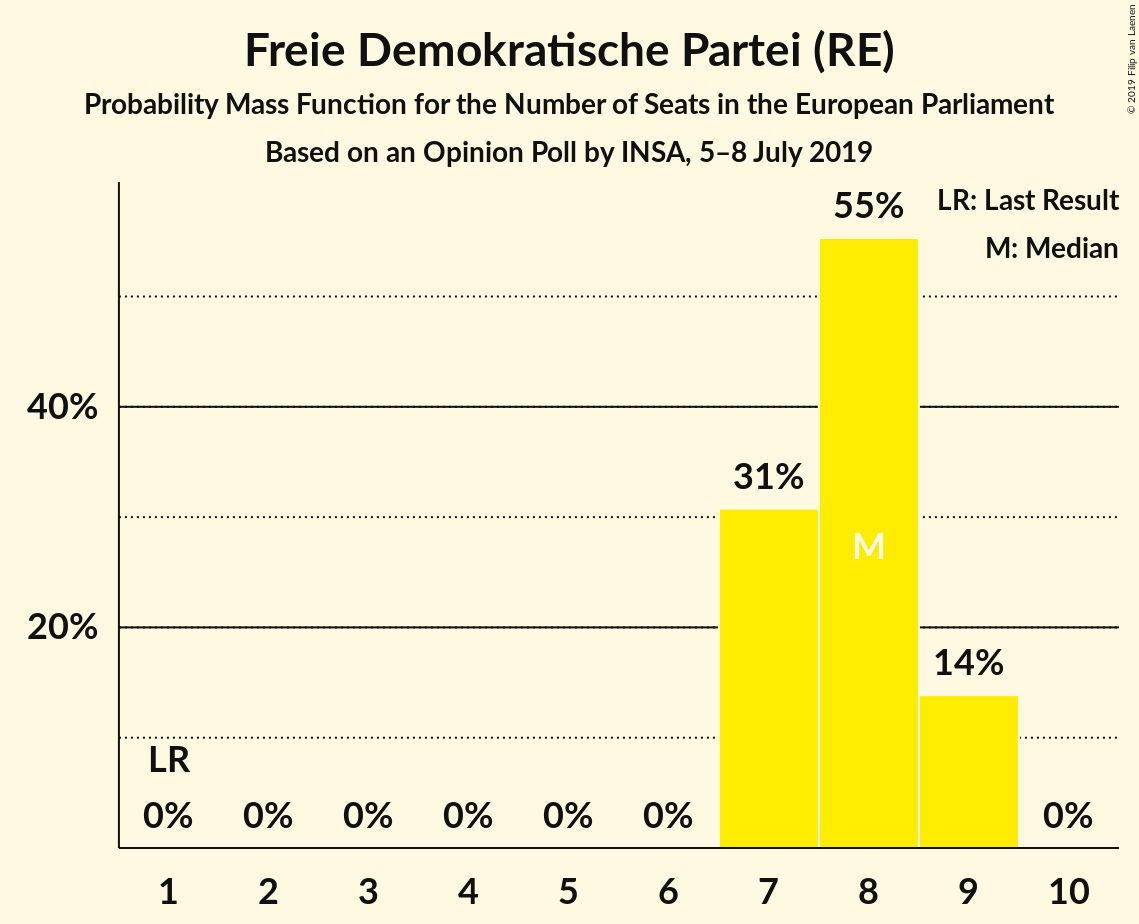 Freie Demokratische Partei (RE)
Probability Mass Function for the Number of Seats in the European Parliament
Based on an Opinion Poll by INSA, 5–8 July 2019
© 2019 Filip van Laenen
LR: Last Result
M: Median
55%
40%
31%
M
20%
14%
LR
0% 0% 0% 0% 0% 0% 0%
1 2 3 4 5 6 7 8 9 10